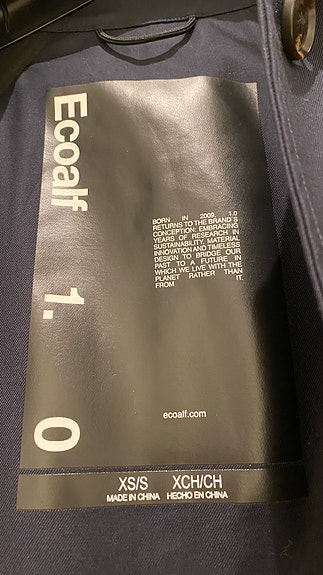 Ecoalf 1. 0
BORN IN 2009, 1.0
RETURNS TO THE BRAND'S
CONCEPTION: EMBRACING
YEARS OF RESEARCH IN
SUSTAINABILITY, MATERIAL
INNOVATION AND TIMELESS
DESIGN TO BRIDGE OUR
PAST TO A FUTURE IN
WHICH WE LIVE WITH THE
PLANET RATHER THAN
FROM IT.
ecoalf.com
XS/S XCH/CH
MADE IN CHINA HECHO EN CHINA